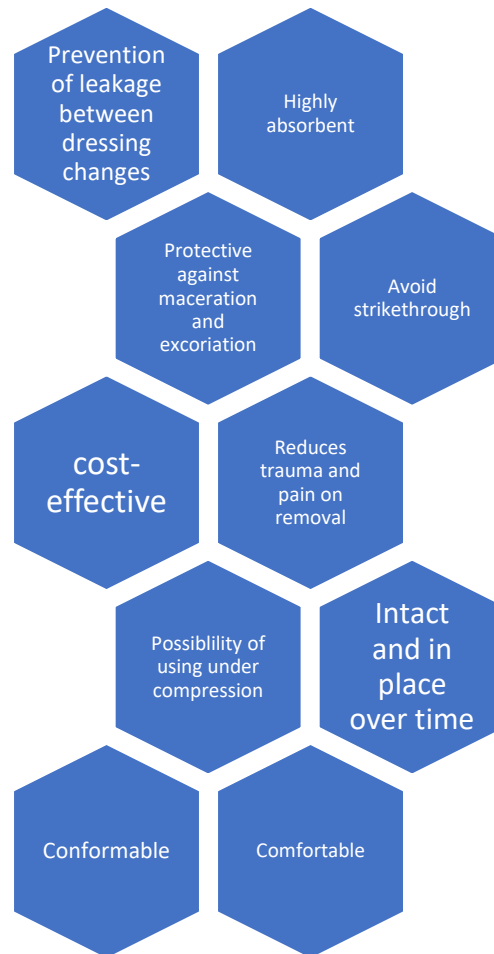 Prevention
of leakage
between
dressing
changes
Highly
absorbent
Protective
against
maceration
and
excoriation
Avoid
strikethrough
cost-
effective
Reduces
trauma and
pain on
removal
Possiblility of
using under
compression
Intact
and in
place
over time
Conformable
Comfortable